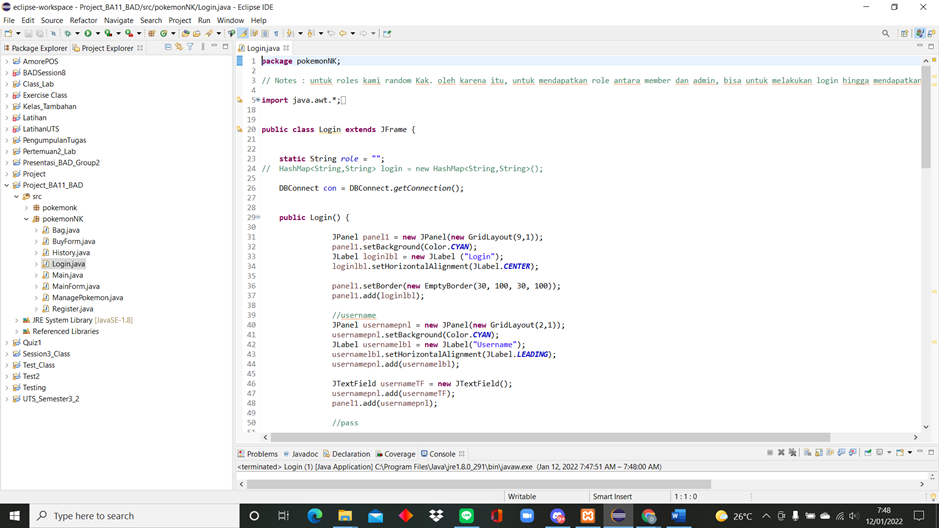 eclipse-workspace - Project_BA11_BAD/src/pokemonNK/Login.java - Eclipse IDE
File Edit Source Refactor Navigate Search Project Run Window Help
Package Explorer Project Explorer
AmorePOS
BADSession8
Class_Lab
Exercise Class
Kelas_Tambahan
Latihan
LatihanUTS
PengumpulanTugas
Pertemuan2_Lab
Presentasi_BAD_Group2
Project
Project_BA11_BAD
src
pokemonk
pokemonNK
Bag.java
BuyForm.java
History.java
Login.java
Main.java
MainForm.java
ManagePokemon.java
Register.java
JRE System Library [JavaSE-1.8]
Referenced Libraries
Quiz1
Session3_Class
Test_Class
Test2
Testing
UTS_Semester3_2
Login.java
1 package pokemonNK;
2
3 // Notes : untuk roles kami random Kak. oleh karena itu, untuk mendapatkan role antara member dan admin, bisa untuk melakukan login hingga mendapatkan
4
5 import java.awt.*;
18
19
20 public class Login extends JFrame {
21
22
23 static String role = "";
24 // HashMap<String,String> login = new HashMap<String,String>();
25
26 DBConnect con = DBConnect.getConnection();
27
28
29 public Login() {
30
31 JPanel panel1 = new JPanel(new GridLayout(9,1));
32 panel1.setBackground(Color.CYAN);
33 JLabel loginlbl = new JLabel ("Login");
34 loginlbl.setHorizontalAlignment(JLabel.CENTER);
35
36 panel1.setBorder(new EmptyBorder(30, 100, 30, 100));
37 panel1.add(loginlbl);
38
39 //username
40 JPanel usernamepnl = new JPanel(new GridLayout(2,1));
41 usernamepnl.setBackground(Color.CYAN);
42 JLabel usernamelbl = new JLabel("Username");
43 usernamelbl.setHorizontalAlignment(JLabel.LEADING);
44 usernamepnl.add(usernamelbl);
45
46 JTextField usernameTF = new JTextField();
47 usernamepnl.add(usernameTF);
48 panel1.add(usernamepnl);
49
50 //pass
Problems Javadoc Declaration Coverage Console
<terminated> Login (1) [Java Application] C:\Program Files\Java\jre1.8.0_291\bin\javaw.exe (Jan 12, 2022 7:47:51 AM – 7:48:00 AM)
Writable Smart Insert 1 : 1 : 0
Type here to search
26°C
7:48
12/01/2022